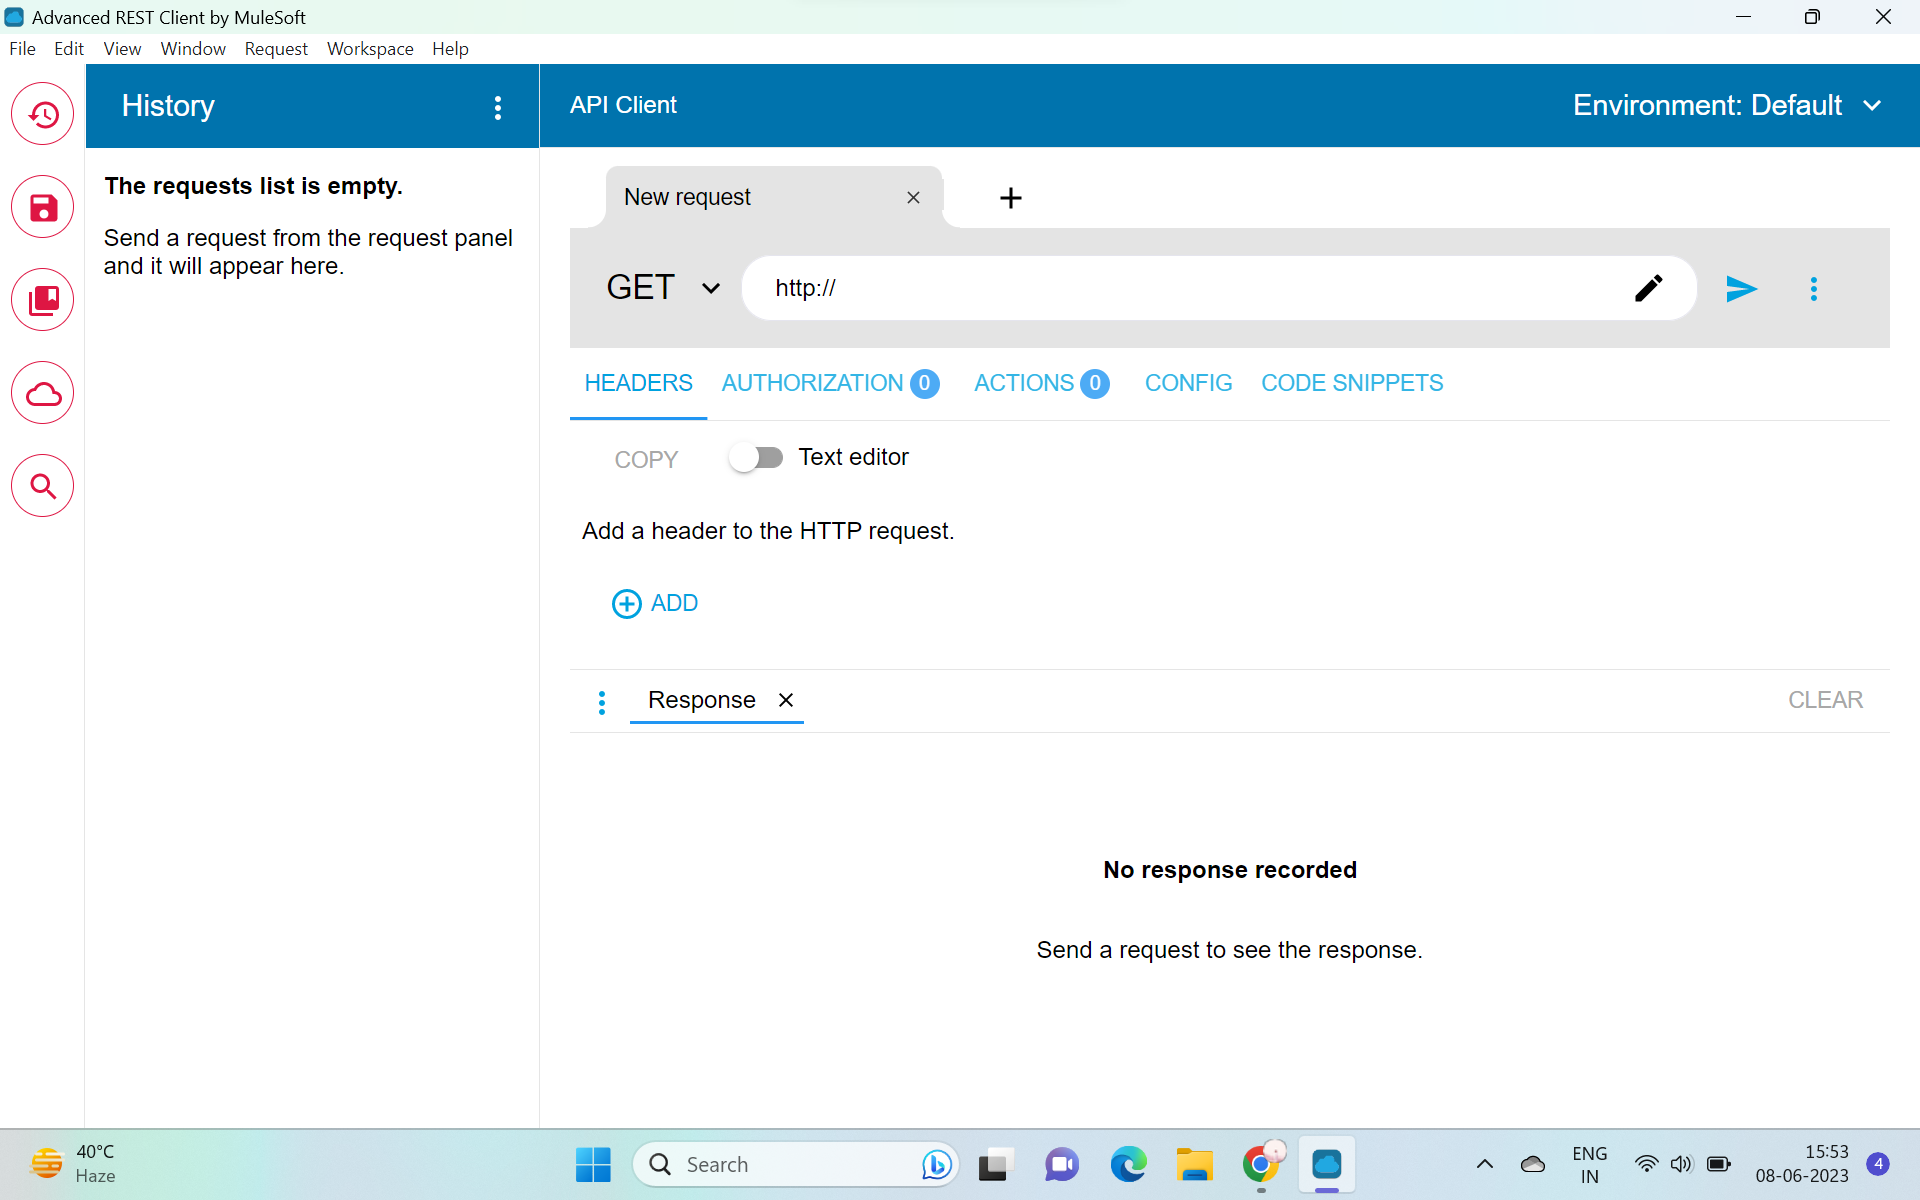 Advanced REST Client by MuleSoft
File Edit View Window Request Workspace Help
History
API Client
Environment: Default
The requests list is empty.
Send a request from the request panel
and it will appear here.
New request
GET
http://
HEADERS
AUTHORIZATION 0
ACTIONS 0
CONFIG
CODE SNIPPETS
COPY
Text editor
Add a header to the HTTP request.
ADD
Response
CLEAR
No response recorded
Send a request to see the response.
40°C
Haze
Search
ENG
IN
15:53
08-06-2023
4